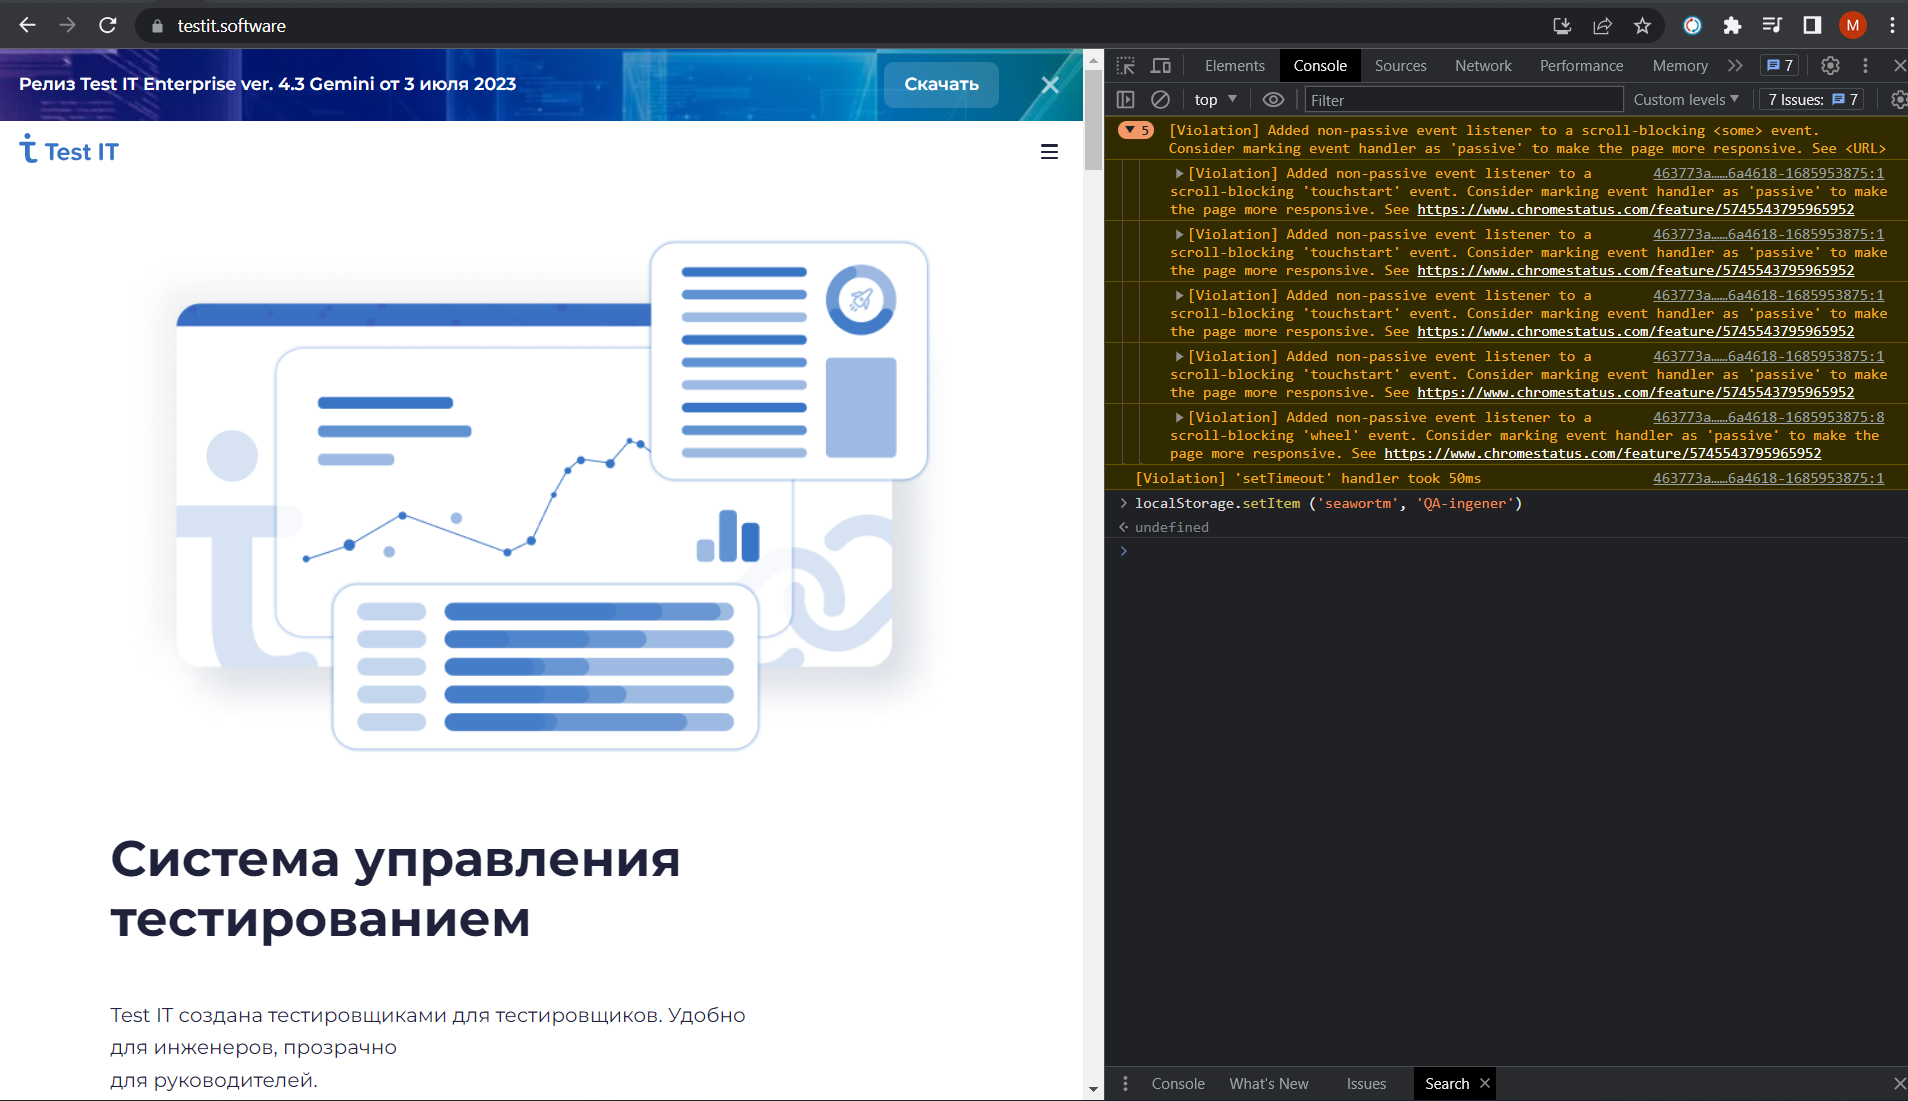 testit.software
M
Релиз Test IT Enterprise ver. 4.3 Gemini от 3 июля 2023
Скачать
Test IT
Система управления
тестированием
Test IT создана тестировщиками для тестировщиков. Удобно
для инженеров, прозрачно
для руководителей.
Elements Console Sources Network Performance Memory 7
top Filter Custom levels 7 Issues: 7
5 [Violation] Added non-passive event listener to a scroll-blocking <some> event.
Consider marking event handler as 'passive' to make the page more responsive. See <URL>
[Violation] Added non-passive event listener to a 463773a……6a4618-1685953875:1
scroll-blocking 'touchstart' event. Consider marking event handler as 'passive' to make
the page more responsive. See https://www.chromestatus.com/feature/5745543795965952
[Violation] Added non-passive event listener to a 463773a……6a4618-1685953875:1
scroll-blocking 'touchstart' event. Consider marking event handler as 'passive' to make
the page more responsive. See https://www.chromestatus.com/feature/5745543795965952
[Violation] Added non-passive event listener to a 463773a……6a4618-1685953875:1
scroll-blocking 'touchstart' event. Consider marking event handler as 'passive' to make
the page more responsive. See https://www.chromestatus.com/feature/5745543795965952
[Violation] Added non-passive event listener to a 463773a……6a4618-1685953875:1
scroll-blocking 'touchstart' event. Consider marking event handler as 'passive' to make
the page more responsive. See https://www.chromestatus.com/feature/5745543795965952
[Violation] Added non-passive event listener to a 463773a……6a4618-1685953875:8
scroll-blocking 'wheel' event. Consider marking event handler as 'passive' to make the
page more responsive. See https://www.chromestatus.com/feature/5745543795965952
[Violation] 'setTimeout' handler took 50ms 463773a……6a4618-1685953875:1
localStorage.setItem ('seawortm', 'QA-ingener')
undefined
Console What's New Issues Search